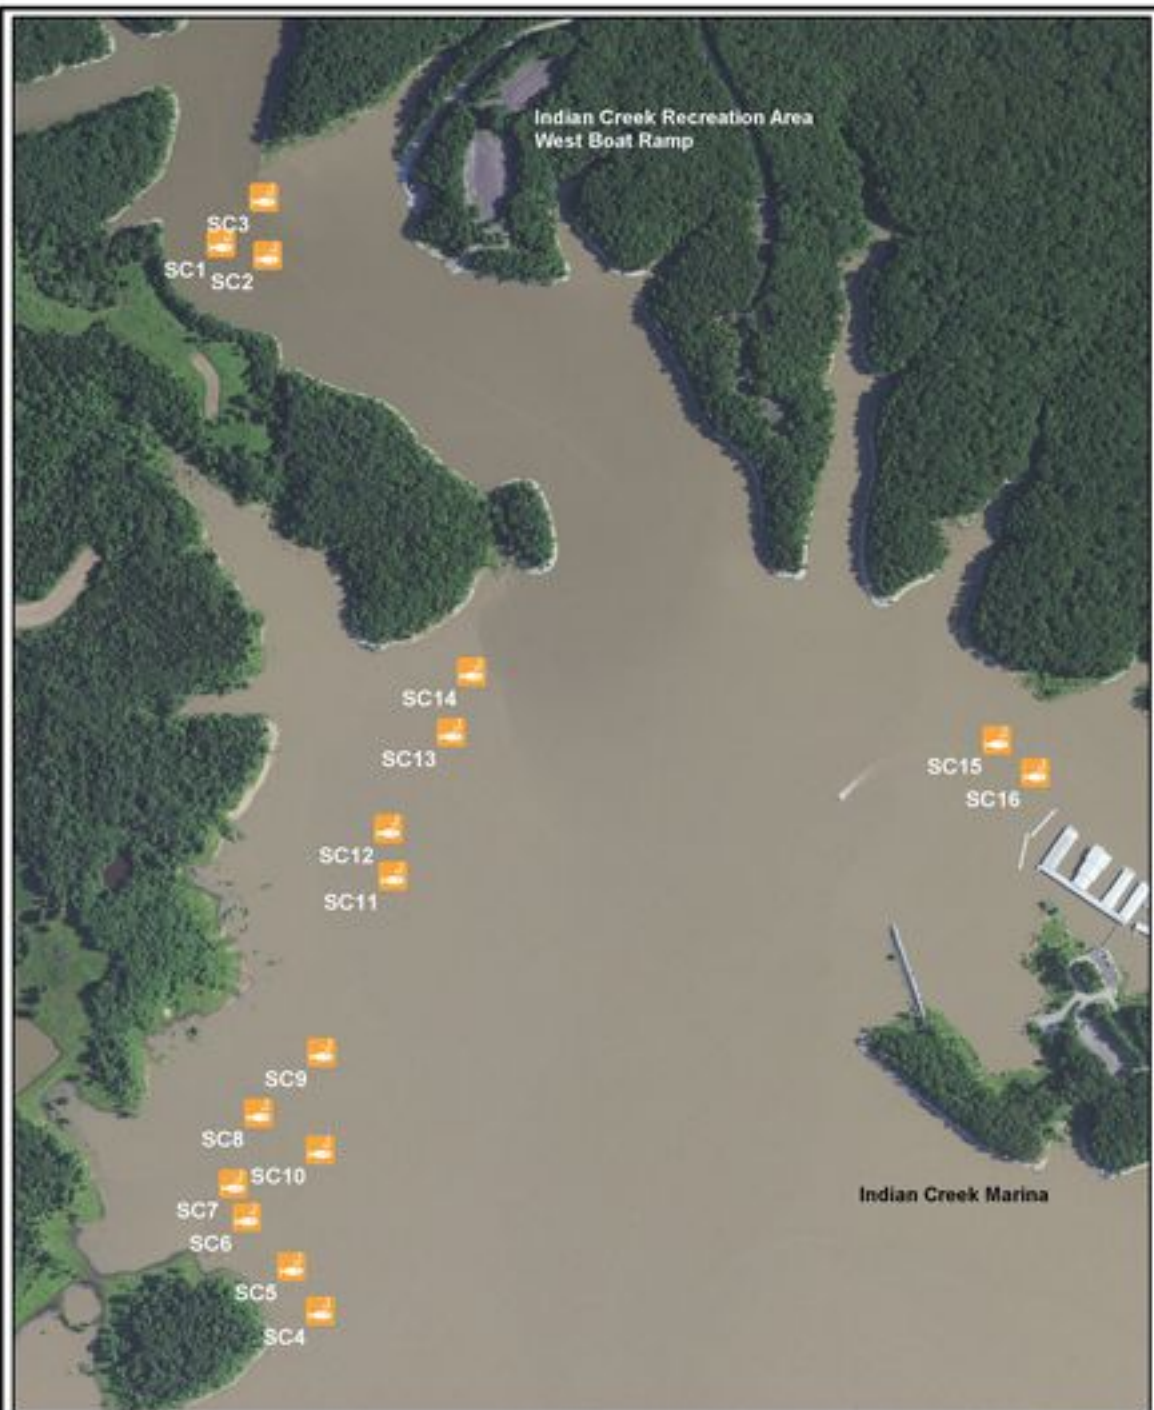 Indian Creek Recreation Area
West Boat Ramp
SC3
SC1
SC2
SC14
SC13
SC15
SC16
SC12
SC11
SC9
SC8
SC10
SC7
Indian Creek Marina
SC6
SC5
SC4